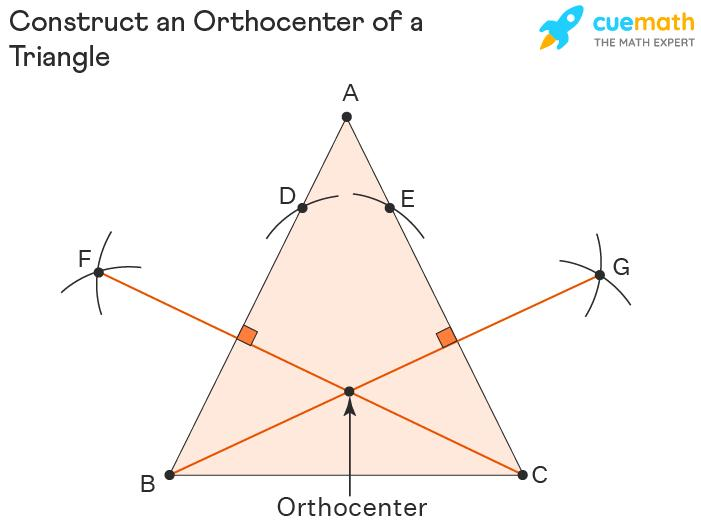 Construct an Orthocenter of a
Triangle
cuemath
THE MATH EXPERT
A
D
E
F
G
B
C
Orthocenter